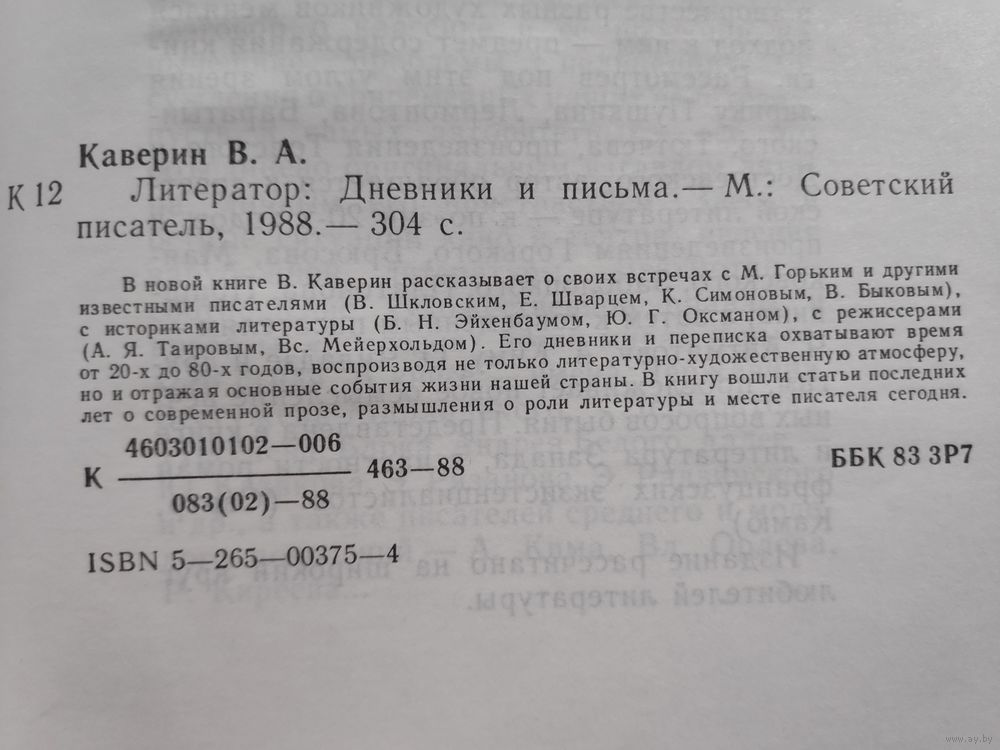 Каверин В. А.
К 12 Литератор: Дневники и письма.— М.: Советский
писатель, 1988.— 304 с.
В новой книге В. Каверин рассказывает о своих встречах с М. Горьким и другими
известными писателями (В. Шкловским, Е. Шварцем, К. Симоновым, В. Быковым),
с историками литературы (Б. Н. Эйхенбаумом, Ю. Г. Оксманом), с режиссерами
(А. Я. Таировым, Вс. Мейерхольдом). Его дневники и переписка охватывают время
от 20-х до 80-х годов, воспроизводя не только литературно-художественную атмосферу,
но и отражая основные события жизни нашей страны. В книгу вошли статьи последних
лет о современной прозе, размышления о роли литературы и месте писателя сегодня.
4603010102—006
К 463—88
083(02)—88
ББК 83 3Р7
ISBN 5—265—00375—4
www.ay.by